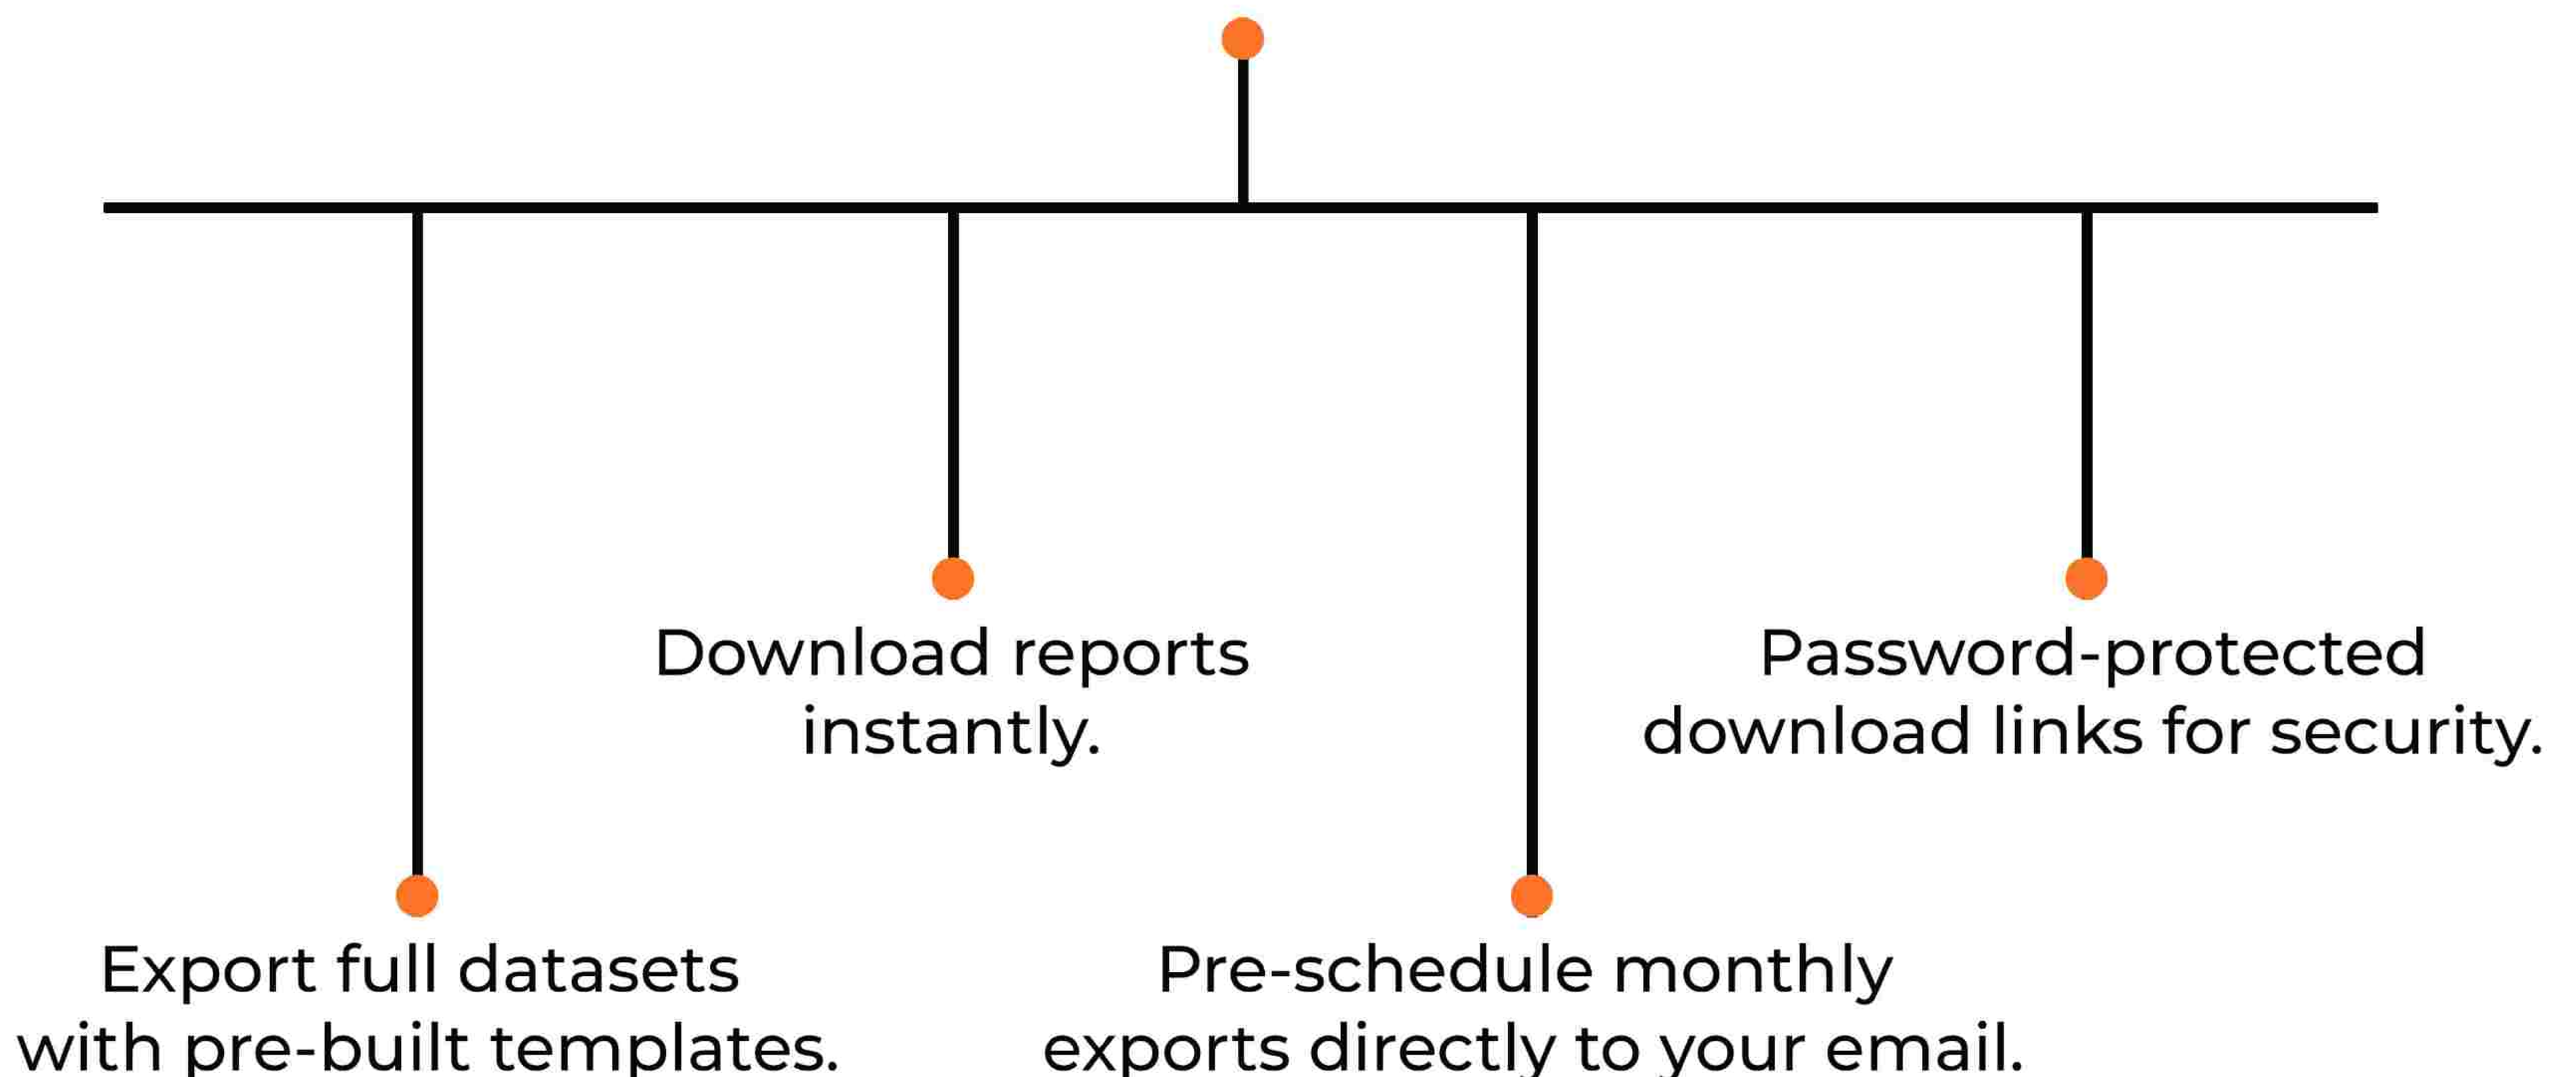 Download reports
instantly.
Password-protected
download links for security.
Export full datasets
with pre-built templates.
Pre-schedule monthly
exports directly to your email.